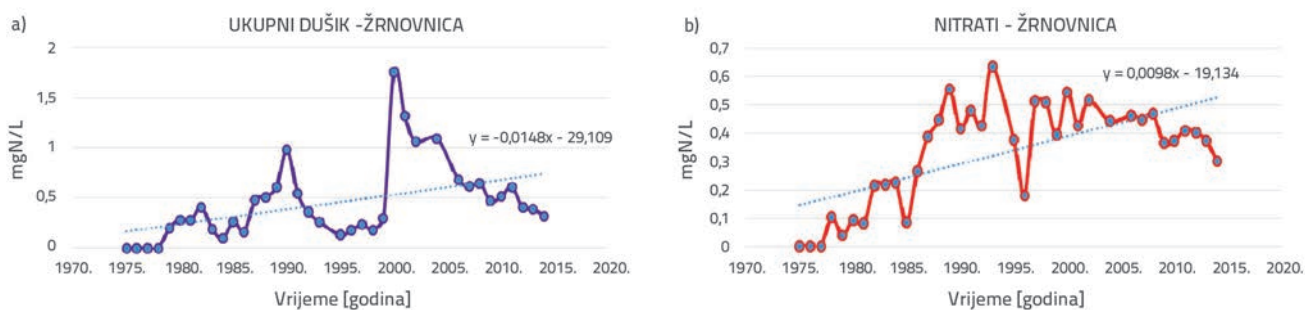 a)
UKUPNI DUŠIK -ŽRNOVNICA
2
1,5
1
0,5
0
mgN/ L
y = -0,0148x - 29,109
1970. 1975. 1980. 1985. 1990. 1995. 2000. 2005. 2010. 2015. 2020.
Vrijeme [godina]
b)
NITRATI - ŽRNOVNICA
0,7
0,6
0,5
0,4
0,3
0,2
0,1
0
mgN/ L
y = 0,0098x - 19,134
1970. 1975. 1980. 1985. 1990. 1995. 2000. 2005. 2010. 2015. 2020.
Vrijeme [godina]